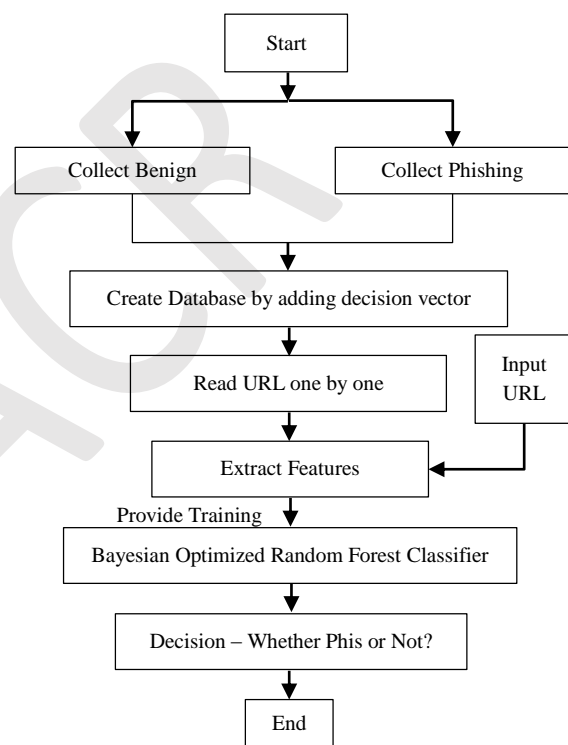 Start
Collect Benign
Collect Phishing
Create Database by adding decision vector
Read URL one by one
Input
URL
Extract Features
Provide Training
Bayesian Optimized Random Forest Classifier
Decision – Whether Phis or Not?
End
ACR